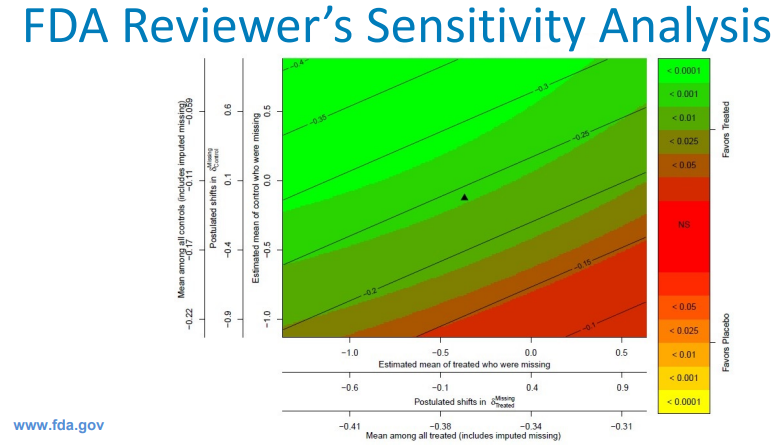 FDA Reviewer's Sensitivity Analysis
Mean among all controls (includes imputed missing)
-0.059
-0.11
-0.17
-0.22
Postulated shifts in δ Missing Control
0.6
0.1
-0.4
-0.9
Estimated mean of control who were missing
0.5
0.0
-0.5
-1.0
-0.4
-0.35
-0.3
-0.25
-0.2
-0.15
-0.1
-1.0 -0.5 0.0 0.5
Estimated mean of treated who were missing
-0.6 -0.1 0.4 0.9
Postulated shifts in δ Missing Treated
-0.41 -0.38 -0.34 -0.31
Mean among all treated (includes imputed missing)
< 0.0001
< 0.001
< 0.01
< 0.025
< 0.05
NS
< 0.05
< 0.025
< 0.01
< 0.001
< 0.0001
Favors Treated
Favors Placebo
www.fda.gov